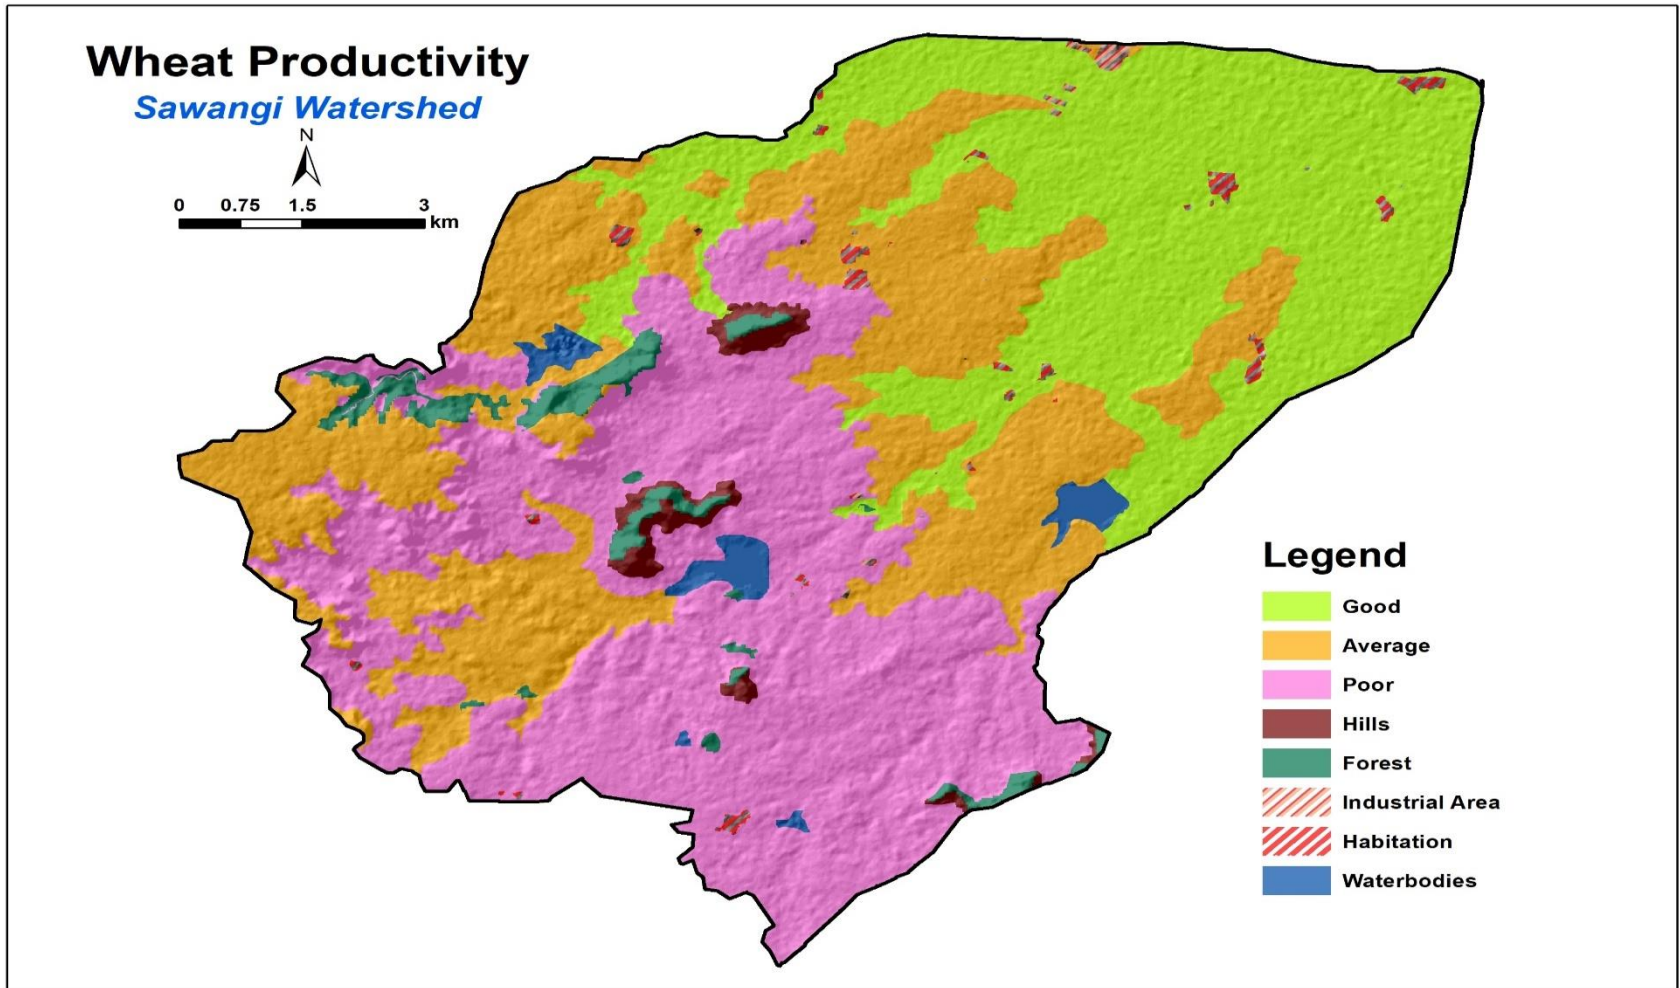 Wheat Productivity
Sawangi Watershed
N
0 0.75 1.5 3
km
Legend
Good
Average
Poor
Hills
Forest
Industrial Area
Habitation
Waterbodies